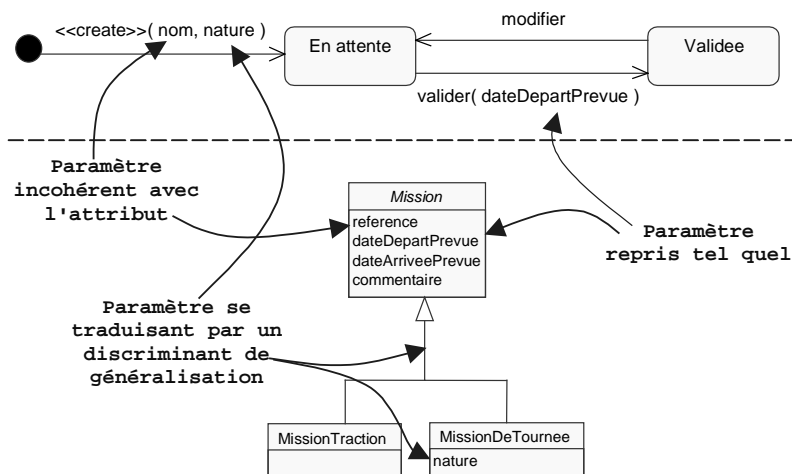 <<create>>( nom, nature )
modifier
En attente
Validee
valider( dateDepartPrevue )
Paramètre
incohérent avec
l'attribut
Mission
reference
dateDepartPrevue
dateArriveePrevue
commentaire
Paramètre
repris tel quel
Paramètre se
traduisant par un
discriminant de
généralisation
MissionTraction
MissionDeTournee
nature